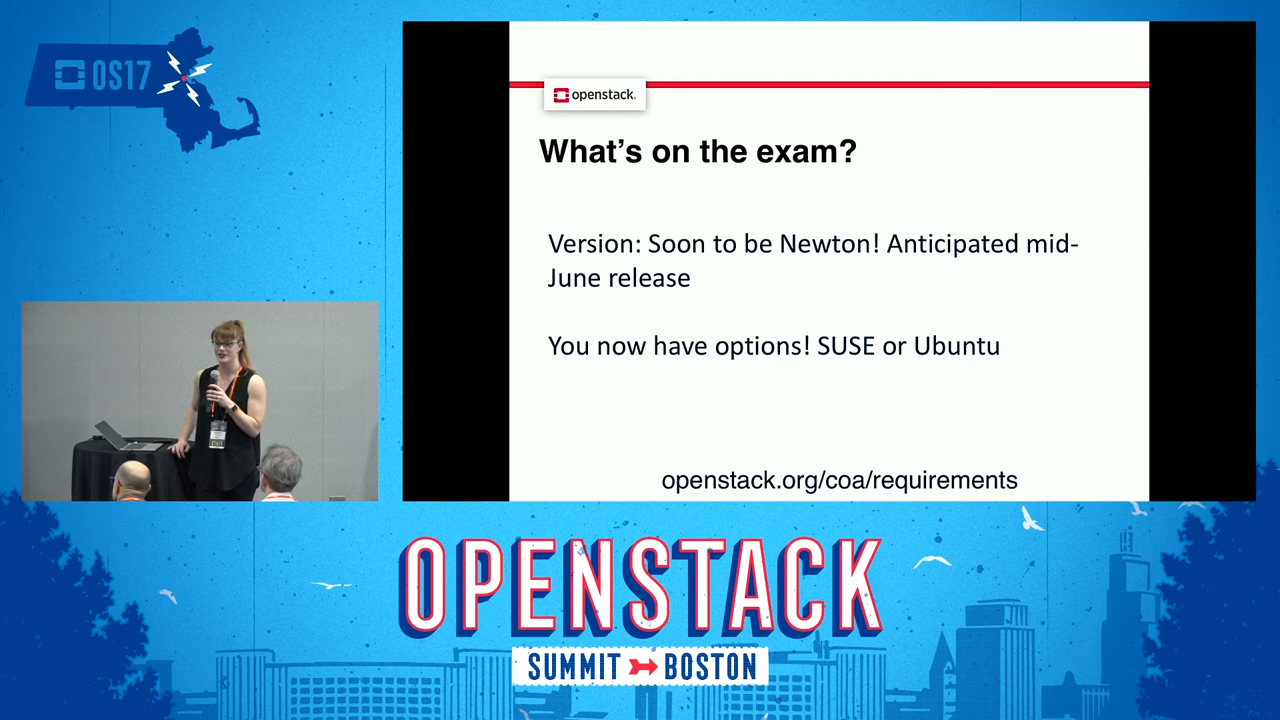 OS17
openstack.
What's on the exam?
Version: Soon to be Newton! Anticipated mid-
June release
You now have options! SUSE or Ubuntu
openstack.org/coa/requirements
STAFF
OPENSTACK
SUMMIT BOSTON